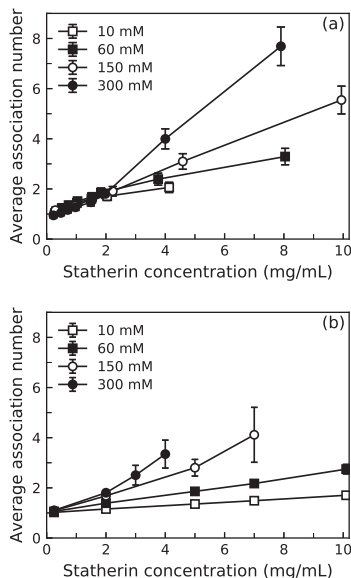 (a)
10 mM
60 mM
150 mM
300 mM
Average association number
8
6
4
2
0
0 2 4 6 8 10
Statherin concentration (mg/mL)
(b)
10 mM
60 mM
150 mM
300 mM
Average association number
8
6
4
2
0
0 2 4 6 8 10
Statherin concentration (mg/mL)